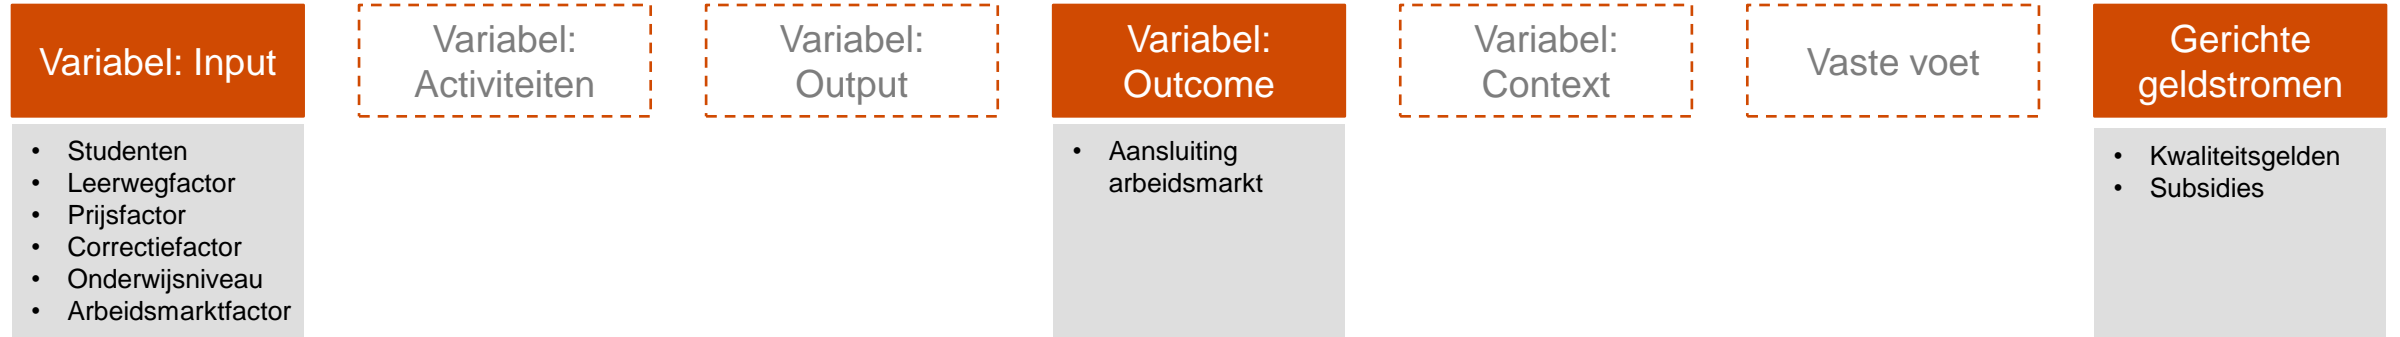 Variabel: Input
Variabel:
Activiteiten
Variabel:
Output
Variabel:
Outcome
Variabel:
Context
Vaste voet
Gerichte
geldstromen
• Studenten
• Leerwegfactor
• Prijsfactor
• Correctiefactor
• Onderwijsniveau
• Arbeidsmarktfactor
• Aansluiting
arbeidsmarkt
• Kwaliteitsgelden
• Subsidies